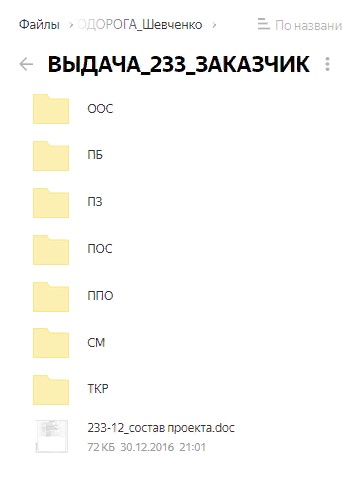 Файлы > ОДОРОГА_Шевченко > По названи
ВЫДАЧА_233_ЗАКАЗЧИК
ООС
ПБ
ПЗ
ПОС
ППО
СМ
ТКР
233-12_состав проекта.doc
72 КБ 30.12.2016 21:01